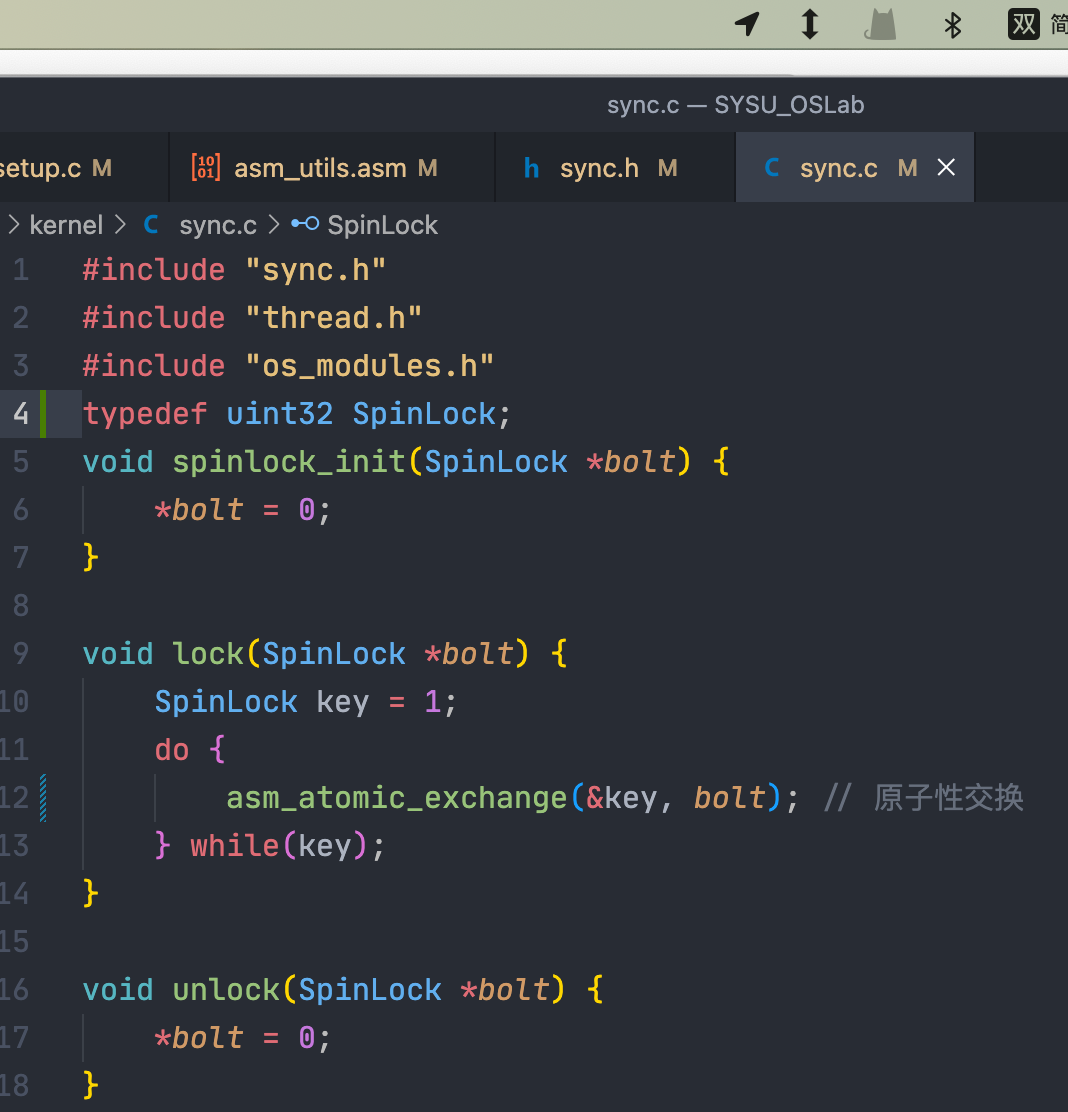 双 简
sync.c — SYSU_OSLab
setup.c M asm_utils.asm M h sync.h M C sync.c M
kernel > C sync.c > SpinLock
1 #include "sync.h"
2 #include "thread.h"
3 #include "os_modules.h"
4 typedef uint32 SpinLock;
5 void spinlock_init(SpinLock *bolt) {
6     *bolt = 0;
7 }
8
9 void lock(SpinLock *bolt) {
10     SpinLock key = 1;
11     do {
12         asm_atomic_exchange(&key, bolt); // 原子性交换
13     } while(key);
14 }
15
16 void unlock(SpinLock *bolt) {
17     *bolt = 0;
18 }